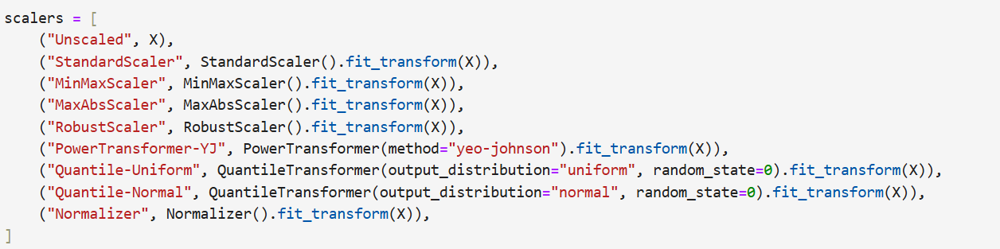 scalers = [
    ("Unscaled", X),
    ("StandardScaler", StandardScaler().fit_transform(X)),
    ("MinMaxScaler", MinMaxScaler().fit_transform(X)),
    ("MaxAbsScaler", MaxAbsScaler().fit_transform(X)),
    ("RobustScaler", RobustScaler().fit_transform(X)),
    ("PowerTransformer-YJ", PowerTransformer(method="yeo-johnson").fit_transform(X)),
    ("Quantile-Uniform", QuantileTransformer(output_distribution="uniform", random_state=0).fit_transform(X)),
    ("Quantile-Normal", QuantileTransformer(output_distribution="normal", random_state=0).fit_transform(X)),
    ("Normalizer", Normalizer().fit_transform(X)),
]